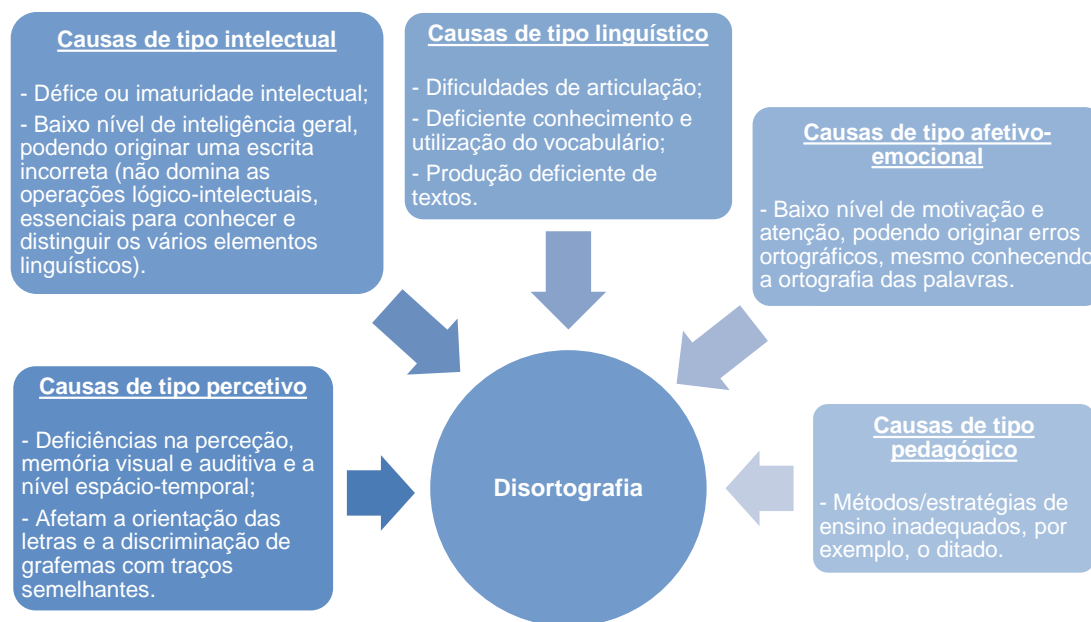 Causas de tipo intelectual
- Défice ou imaturidade intelectual;
- Baixo nível de inteligência geral,
podendo originar uma escrita
incorreta (não domina as
operações lógico-intelectuais,
essenciais para conhecer e
distinguir os vários elementos
linguísticos).
Causas de tipo linguístico
- Dificuldades de articulação;
- Deficiente conhecimento e
utilização do vocabulário;
- Produção deficiente de
textos.
Causas de tipo afetivo-
emocional
- Baixo nível de motivação e
atenção, podendo originar erros
ortográficos, mesmo conhecendo
a ortografia das palavras.
Causas de tipo percetivo
- Deficiências na perceção,
memória visual e auditiva e a
nível espácio-temporal;
- Afetam a orientação das
letras e a discriminação de
grafemas com traços
semelhantes.
Disortografia
Causas de tipo
pedagógico
- Métodos/estratégias de
ensino inadequados, por
exemplo, o ditado.